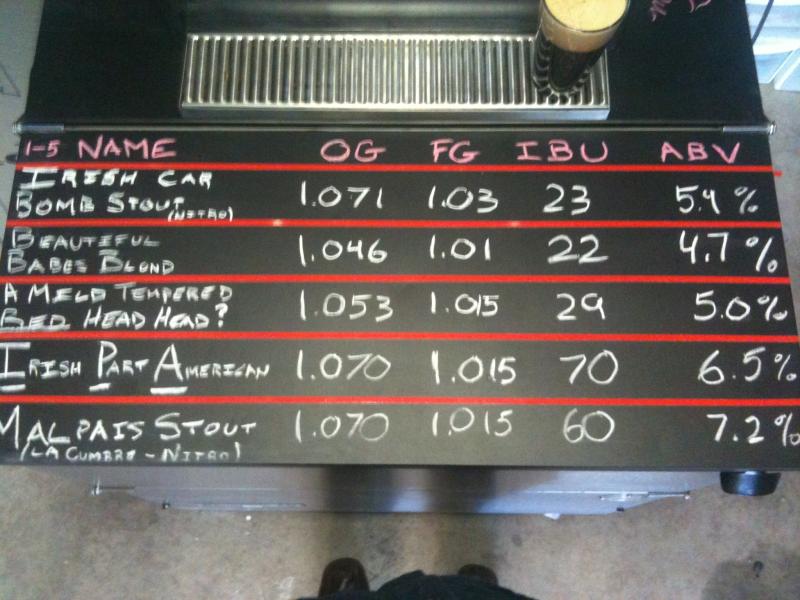 1-5 NAME OG FG IBU ABV
IRISH CAR
BOMB STOUT 1.071 1.03 23 5.4%
(NITRO)
BEAUTIFUL
BABES BLOND 1.046 1.01 22 4.7%
A MELD TEMPERED
RED HEAD HEAD? 1.053 1.015 29 5.0%
IRISH PART AMERICAN 1.070 1.015 70 6.5%
MALPAIS STOUT 1.070 1.015 60 7.2%
(LA CUMBRE - NITRO)